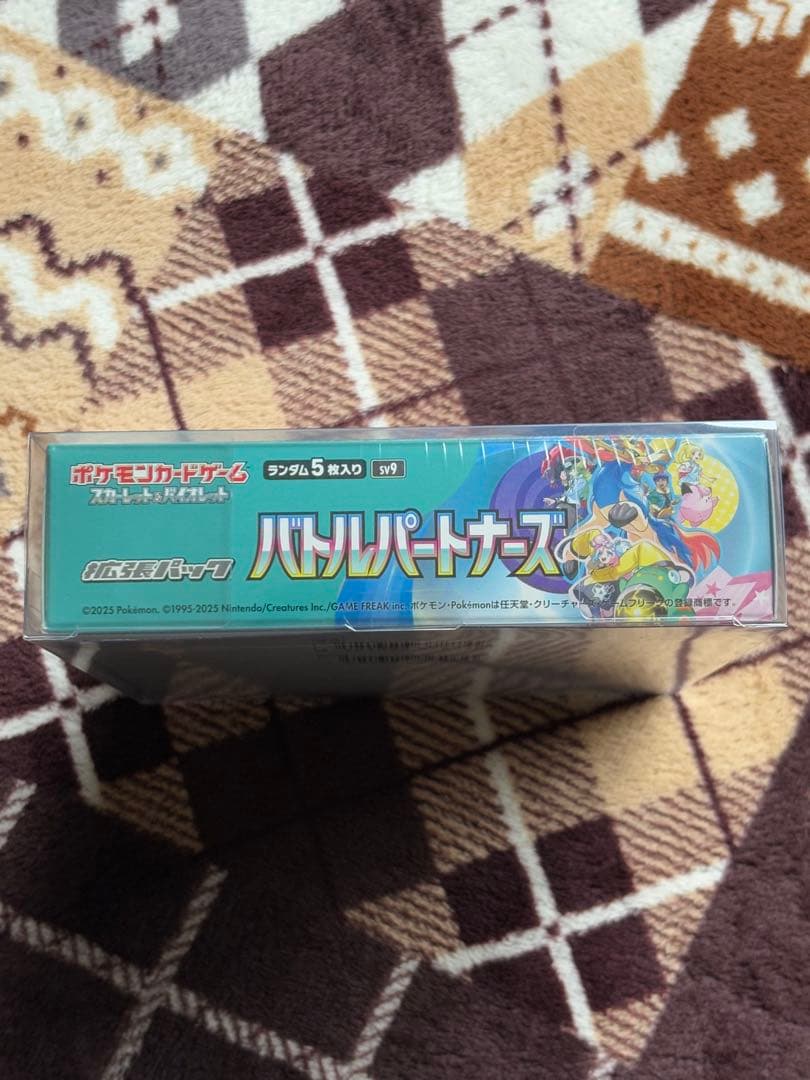 ポケモンカードゲーム
スカーレット&バイオレット
ランダム5枚入り sv9
拡張パック
バトルパートナーズ
©2025 Pokémon. ©1995-2025 Nintendo/Creatures Inc./GAME FREAK inc. ポケモン・Pokémonは任天堂・クリーチャーズ・ゲームフリークの登録商標です。